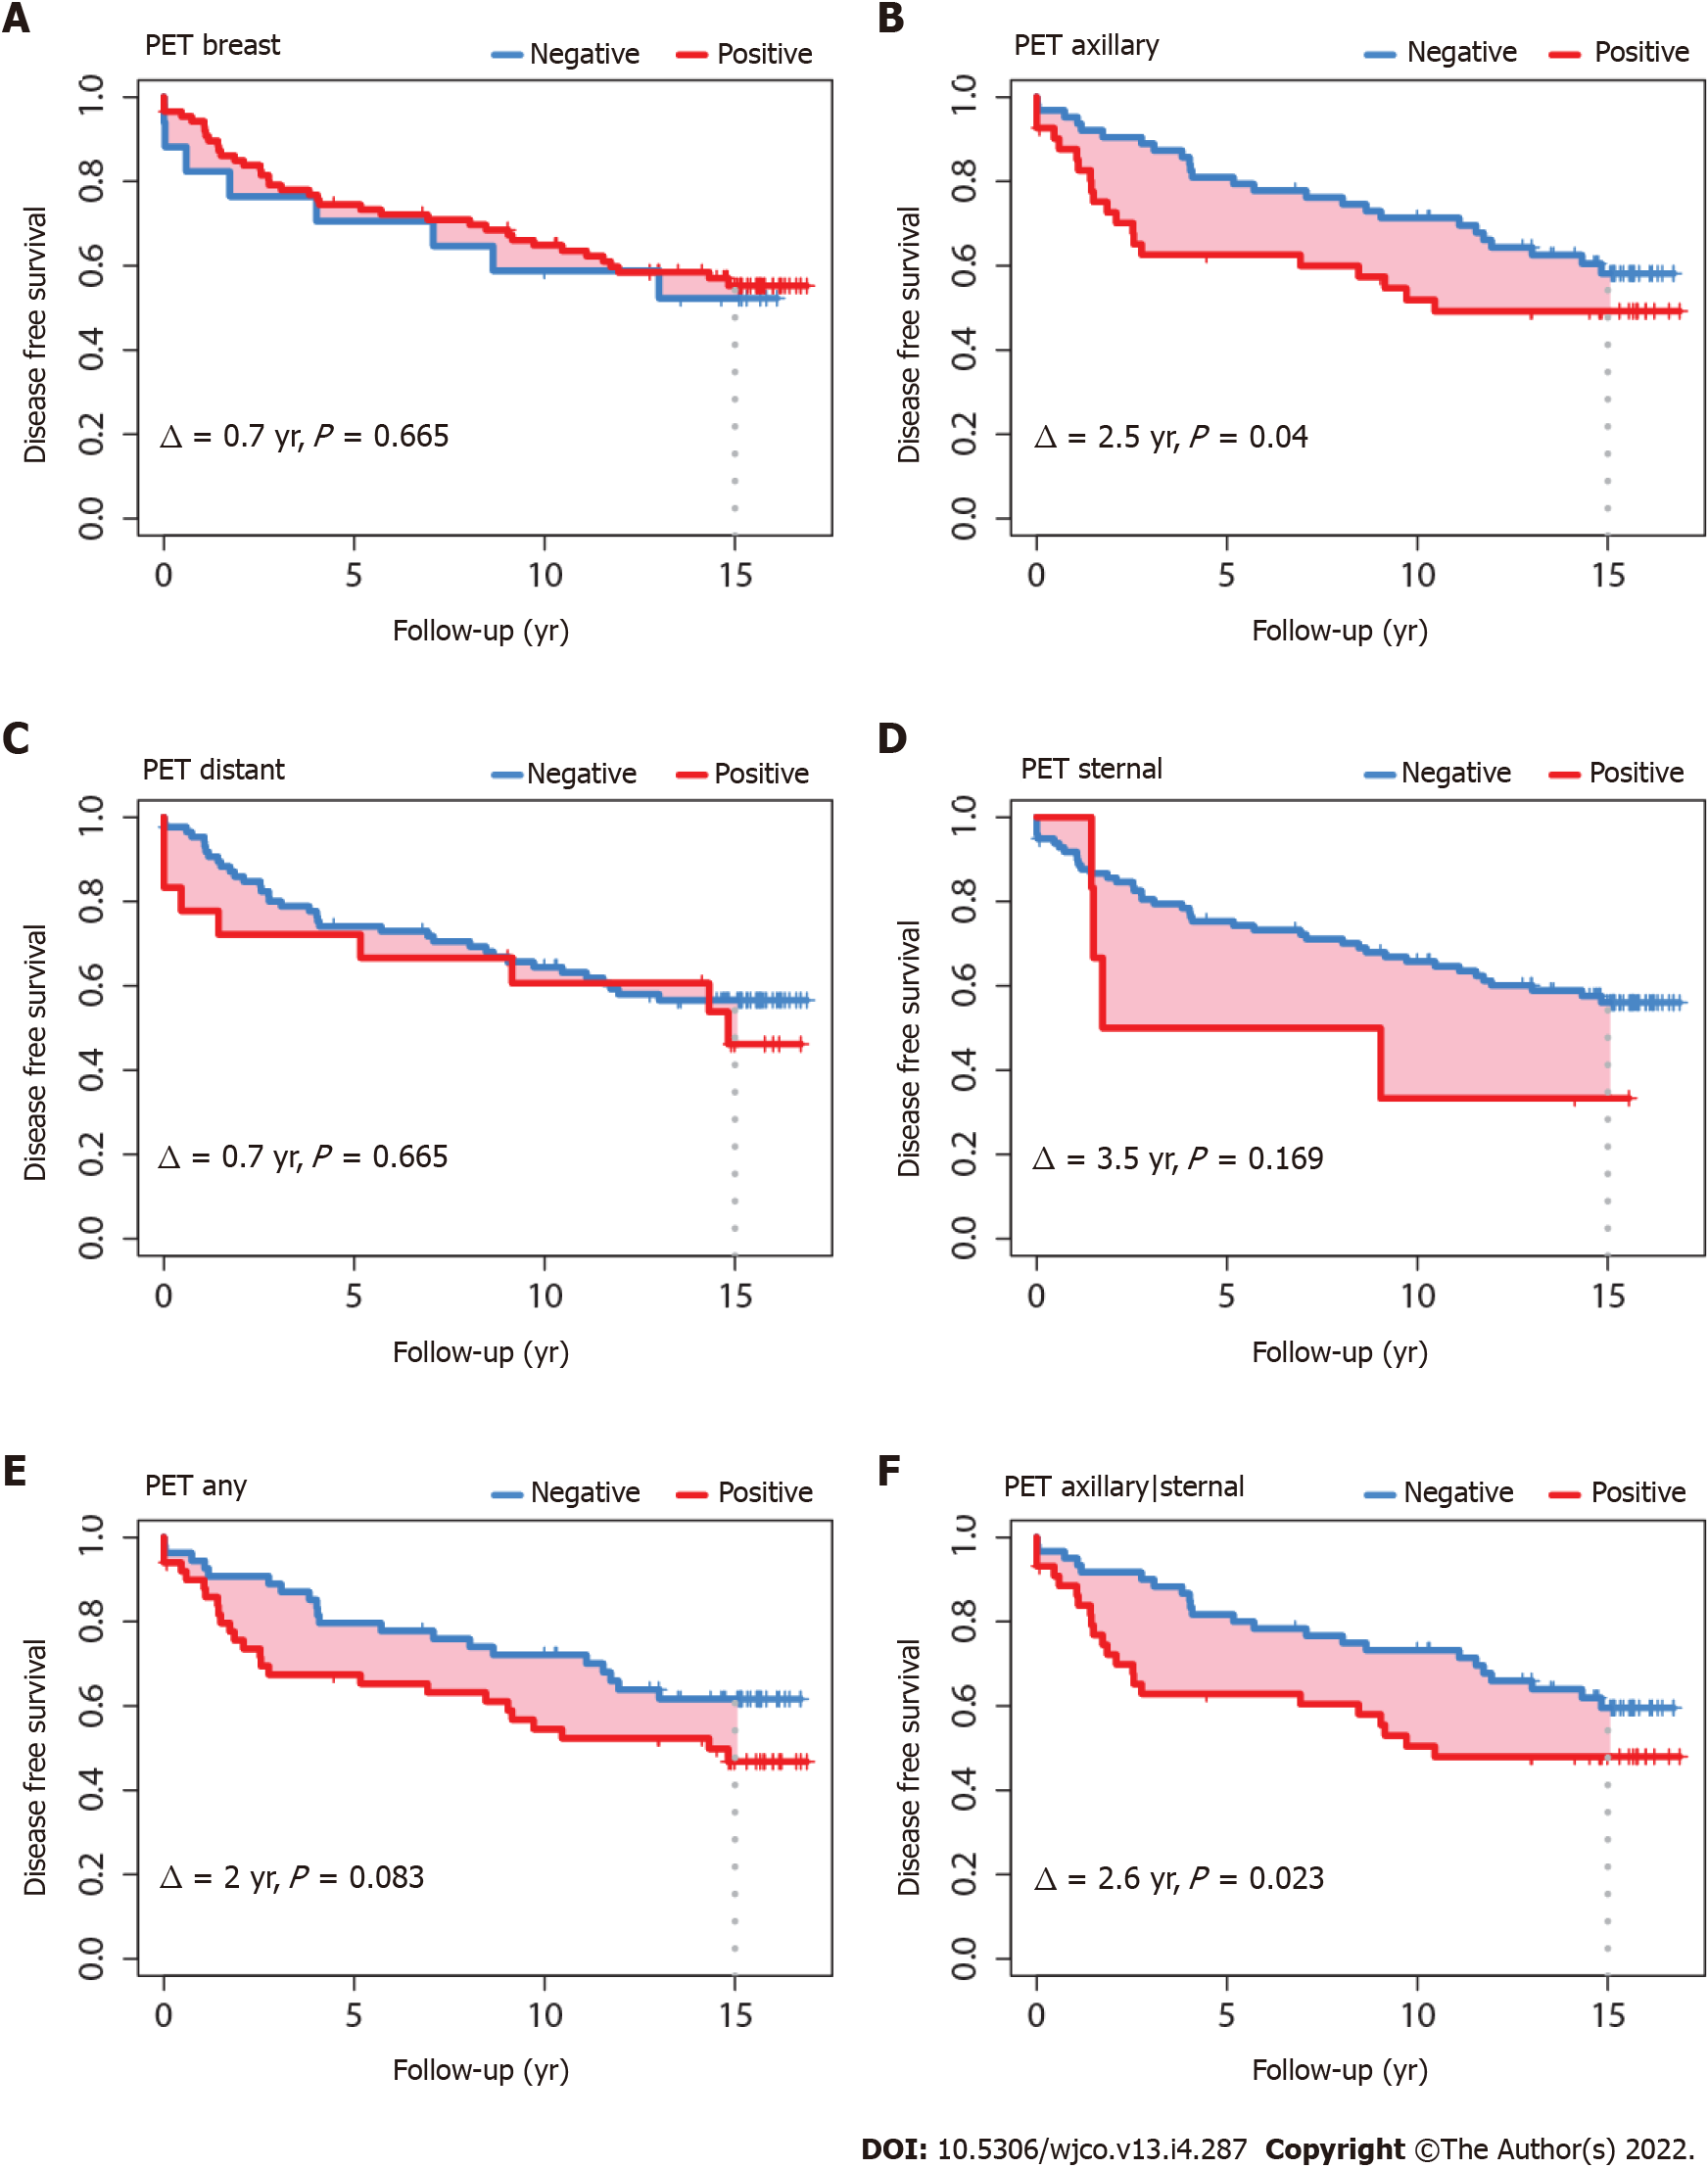 A
PET breast
Negative
Positive
Disease free survival
1.0
0.8
0.6
0.4
0.2
0.0
Δ = 0.7 yr, P = 0.665
0 5 10 15
Follow-up (yr)
B
PET axillary
Negative
Positive
Disease free survival
1.0
0.8
0.6
0.4
0.2
0.0
Δ = 2.5 yr, P = 0.04
0 5 10 15
Follow-up (yr)
C
PET distant
Negative
Positive
Disease free survival
1.0
0.8
0.6
0.4
0.2
0.0
Δ = 0.7 yr, P = 0.665
0 5 10 15
Follow-up (yr)
D
PET sternal
Negative
Positive
Disease free survival
1.0
0.8
0.6
0.4
0.2
0.0
Δ = 3.5 yr, P = 0.169
0 5 10 15
Follow-up (yr)
E
PET any
Negative
Positive
Disease free survival
1.0
0.8
0.6
0.4
0.2
0.0
Δ = 2 yr, P = 0.083
0 5 10 15
Follow-up (yr)
F
PET axillary|sternal
Negative
Positive
Disease free survival
1.0
0.8
0.6
0.4
0.2
0.0
Δ = 2.6 yr, P = 0.023
0 5 10 15
Follow-up (yr)
DOI: 10.5306/wjco.v13.i4.287 Copyright ©The Author(s) 2022.